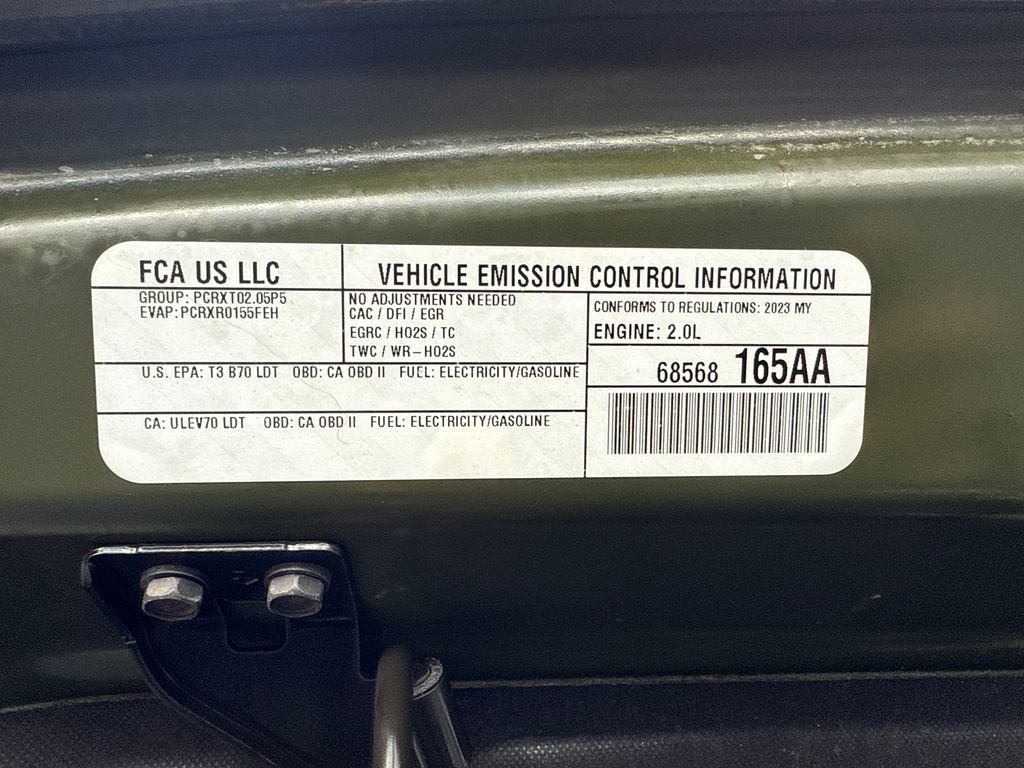 FCA US LLC
VEHICLE EMISSION CONTROL INFORMATION
GROUP: PCRXT02.05P5
EVAP: PCRXR0155FEH
NO ADJUSTMENTS NEEDED
CAC / DFI / EGR
EGRC / HO2S / TC
TWC / WR-HO2S
CONFORMS TO REGULATIONS: 2023 MY
ENGINE: 2.0L
68568 165AA
U.S. EPA: T3 B70 LDT OBD: CA OBD II FUEL: ELECTRICITY/GASOLINE
CA: ULEV70 LDT OBD: CA OBD II FUEL: ELECTRICITY/GASOLINE